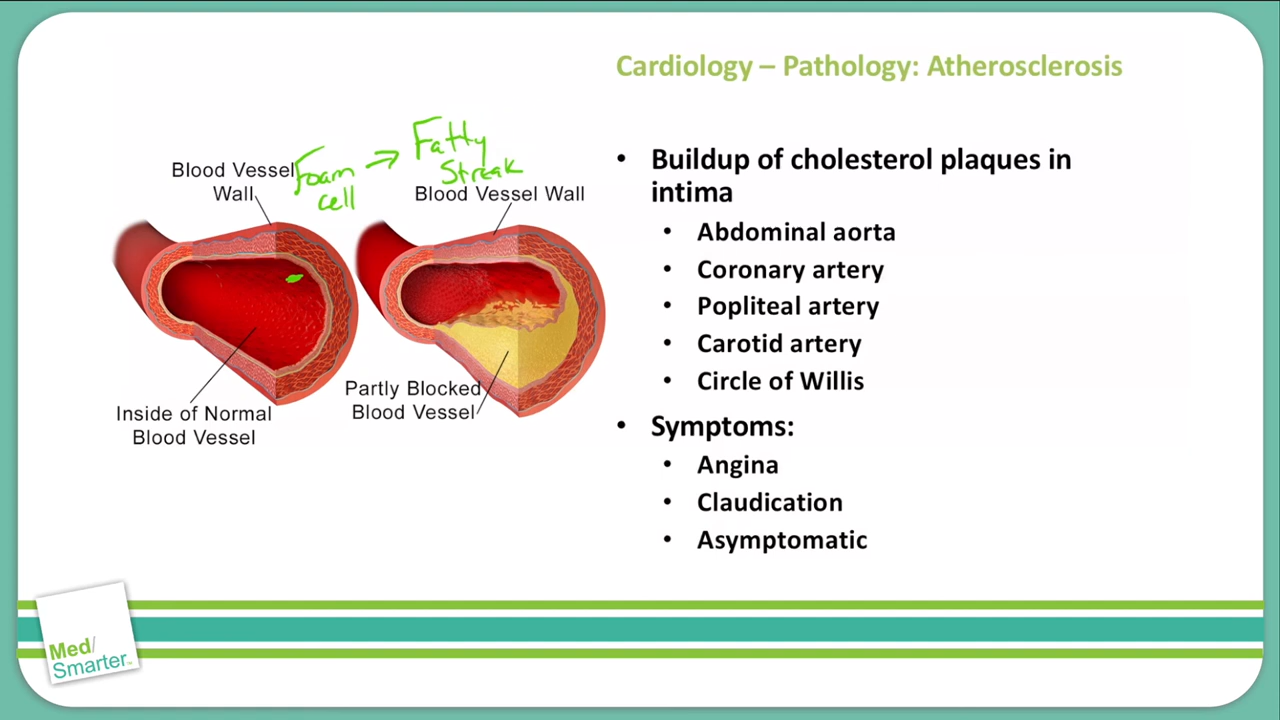 Cardiology – Pathology: Atherosclerosis
Fatty
Streak
Foam
cell
Blood Vessel
Wall
Blood Vessel Wall
Partly Blocked
Blood Vessel
Inside of Normal
Blood Vessel
• Buildup of cholesterol plaques in
intima
• Abdominal aorta
• Coronary artery
• Popliteal artery
• Carotid artery
• Circle of Willis
• Symptoms:
• Angina
• Claudication
• Asymptomatic
Med/
Smarter™